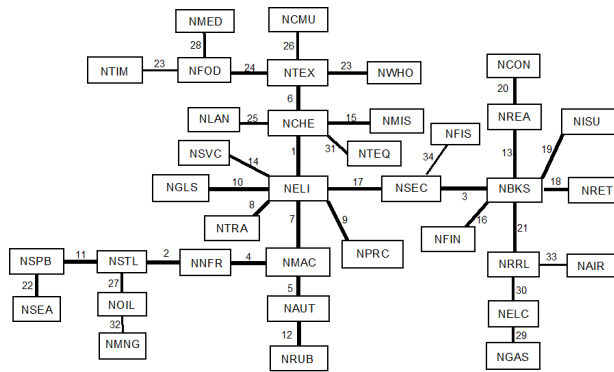 NMED
NCMU
28
26
23
24
23
NTIM
NFOD
NTEX
NWHO
NCON
20
6
NLAN
25
NCHE
15
NMIS
NFIS
NREA
NISU
31
NSVC
1
NTEQ
34
13
19
14
NGLS
10
NELI
17
NSEC
3
NBKS
18
NRET
8
NTRA
7
9
NFIN
16
21
NPRC
NSPB
11
NSTL
2
NNFR
4
NMAC
NRRL
33
NAIR
22
27
5
30
NSEA
NOIL
NAUT
NELC
32
12
29
NMNG
NRUB
NGAS